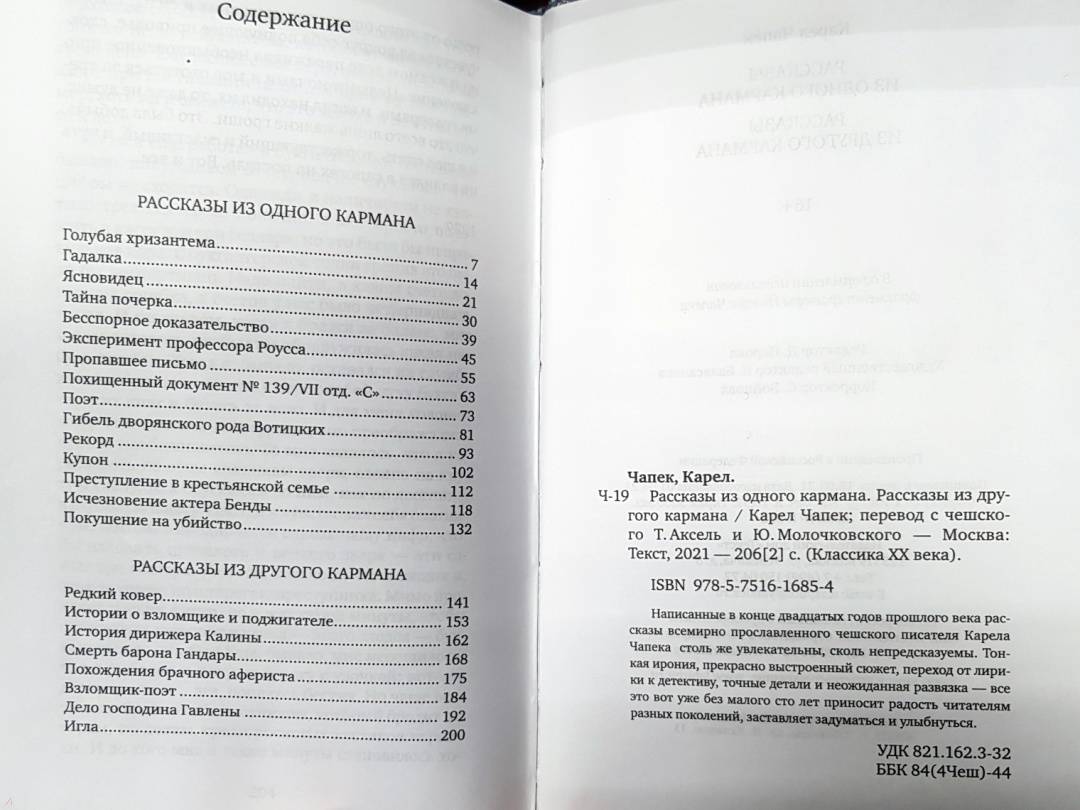 Содержание
РАССКАЗЫ ИЗ ОДНОГО КАРМАНА
Голубая хризантема 7
Гадалка 14
Ясновидец 21
Тайна почерка 30
Бесспорное доказательство 39
Эксперимент профессора Роусса 45
Пропавшее письмо 55
Похищенный документ № 139/VII отд. «С» 63
Поэт 73
Гибель дворянского рода Вотицких 81
Рекорд 93
Купон 102
Преступление в крестьянской семье 112
Исчезновение актера Бенды 118
Покушение на убийство 132
РАССКАЗЫ ИЗ ДРУГОГО КАРМАНА
Редкий ковер 141
Истории о взломщике и поджигателе 153
История дирижера Калины 162
Смерть барона Гандары 168
Похождения брачного афериста 175
Взломщик-поэт 184
Дело господина Гавлены 192
Игла 200
Чапек, Карел.
Ч-19 Рассказы из одного кармана. Рассказы из дру-
гого кармана / Карел Чапек; перевод с чешско-
го Т. Аксель и Ю. Молочковского — Москва:
Текст, 2021 — 206[2] с. (Классика XX века).
ISBN 978-5-7516-1685-4
Написанные в конце двадцатых годов прошлого века рас-
сказы всемирно прославленного чешского писателя Карела
Чапека столь же увлекательны, сколь непредсказуемы. Тон-
кая ирония, прекрасно выстроенный сюжет, переход от лири-
ки к детективу, точные детали и неожиданная развязка — все
это вот уже без малого сто лет приносит радость читателям
разных поколений, заставляет задуматься и улыбнуться.
УДК 821.162.3-32
ББК 84(4Чеш)-44